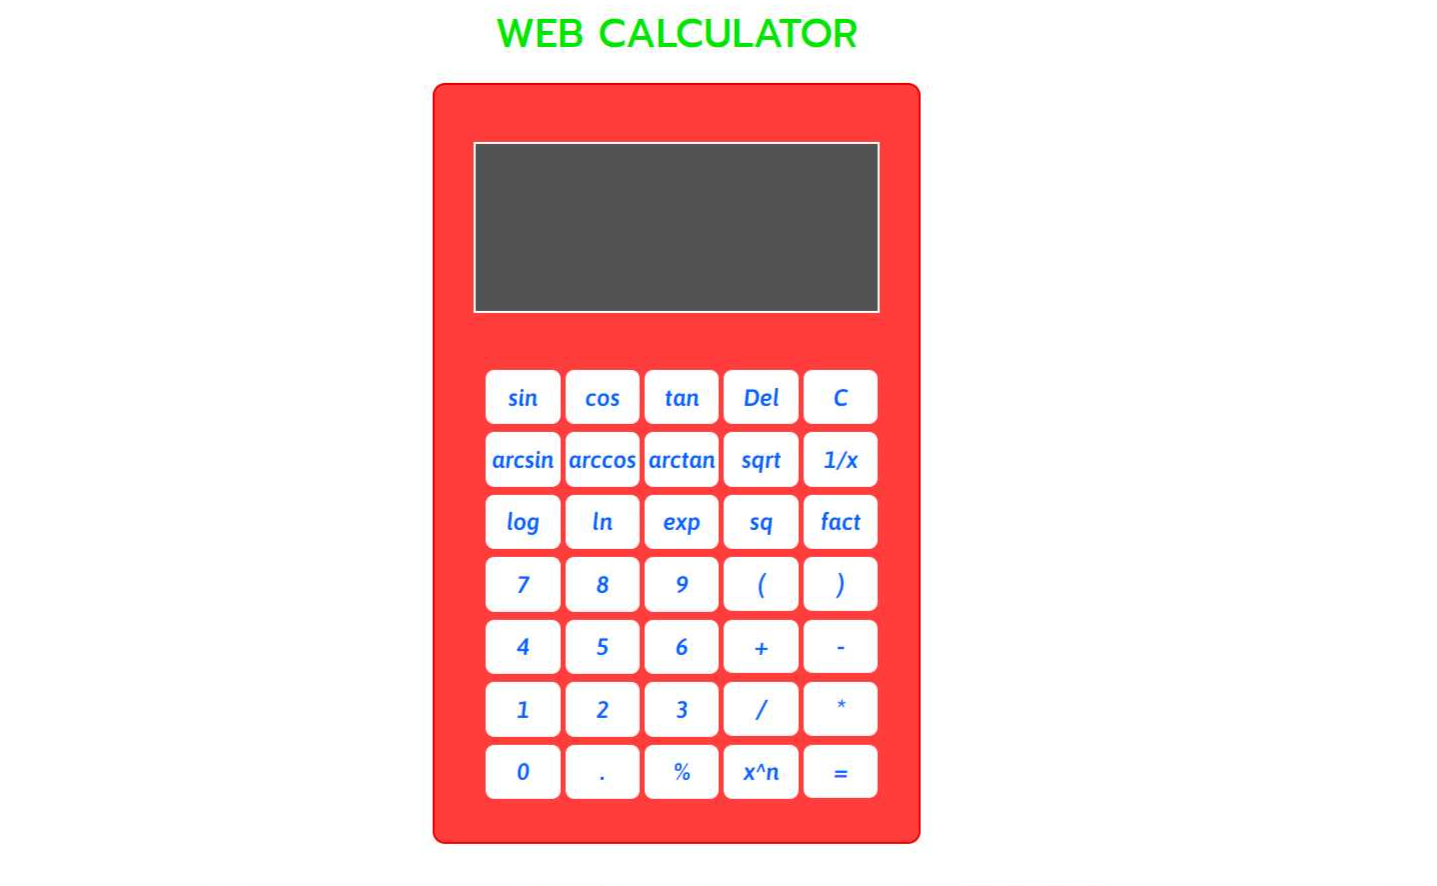 WEB CALCULATOR
sin cos tan Del C
arcsin arccos arctan sqrt 1/x
log ln exp sq fact
7 8 9 ( )
4 5 6 + -
1 2 3 / *
0 . % x^n =